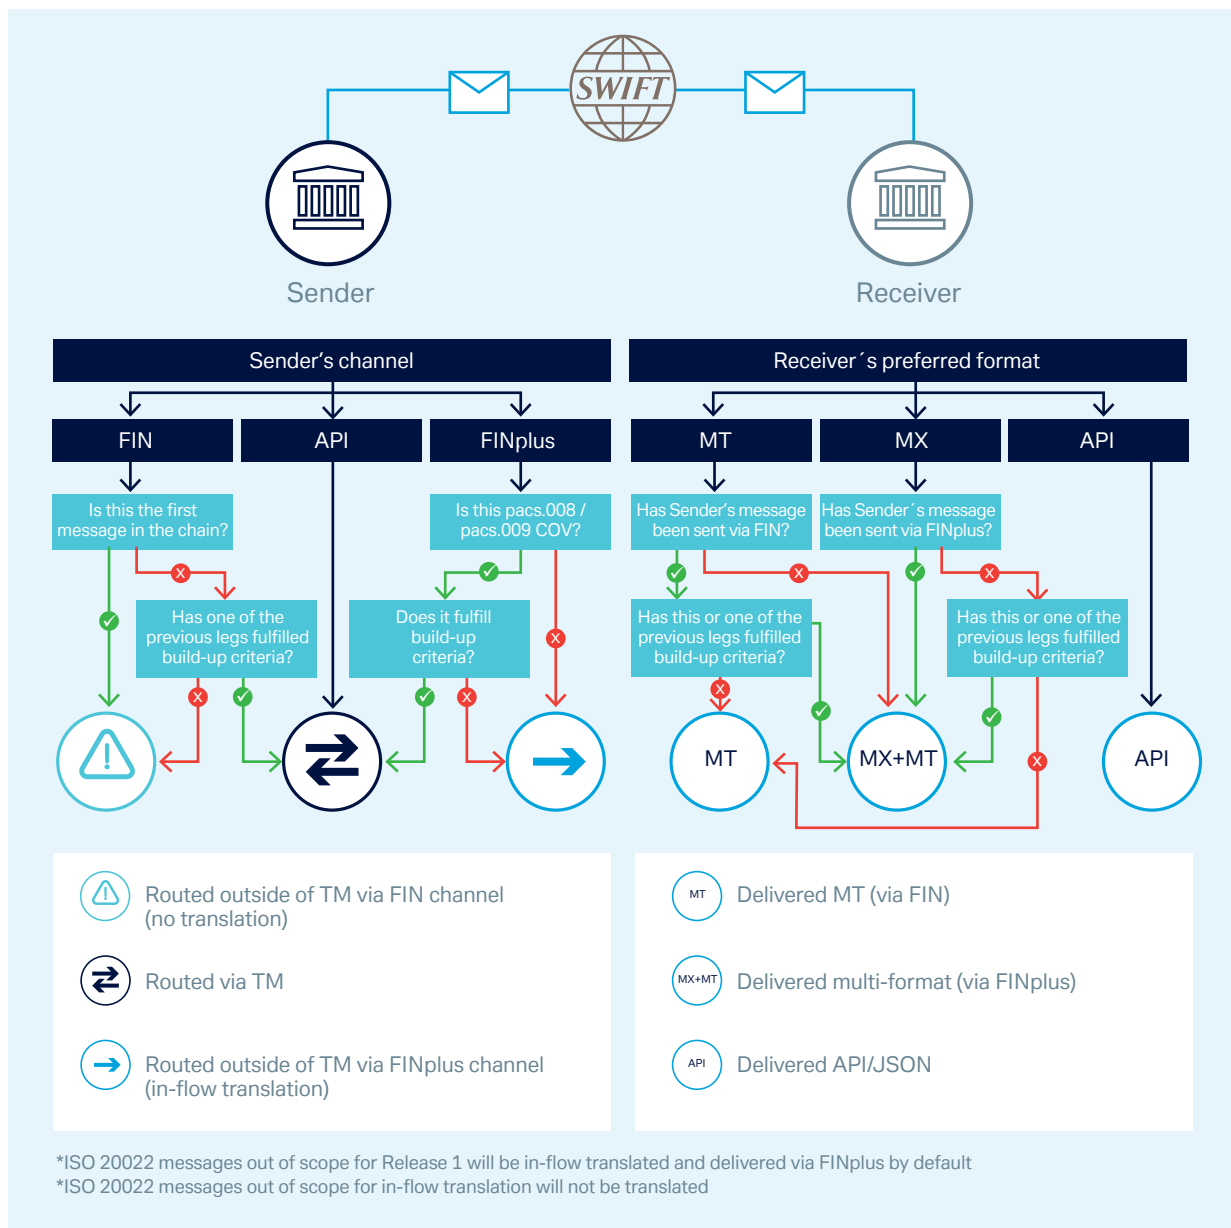 SWIFT
Sender
Receiver
Sender's channel
FIN
API
FINplus
Is this the first
message in the chain?
Is this pacs.008 /
pacs.009 COV?
X
X
Has one of the
previous legs fulfilled
build-up criteria?
Does it fulfill
build-up
criteria?
X
X
Receiver´s preferred format
MT
MX
API
Has Sender's message
been sent via FIN?
Has Sender´s message
been sent via FINplus?
X
X
Has this or one of the
previous legs fulfilled
build-up criteria?
Has this or one of the
previous legs fulfilled
build-up criteria?
X
X
MT
MX+MT
API
Routed outside of TM via FIN channel
(no translation)
Routed via TM
Routed outside of TM via FINplus channel
(in-flow translation)
MT
Delivered MT (via FIN)
MX+MT
Delivered multi-format (via FINplus)
API
Delivered API/JSON
*ISO 20022 messages out of scope for Release 1 will be in-flow translated and delivered via FINplus by default
*ISO 20022 messages out of scope for in-flow translation will not be translated